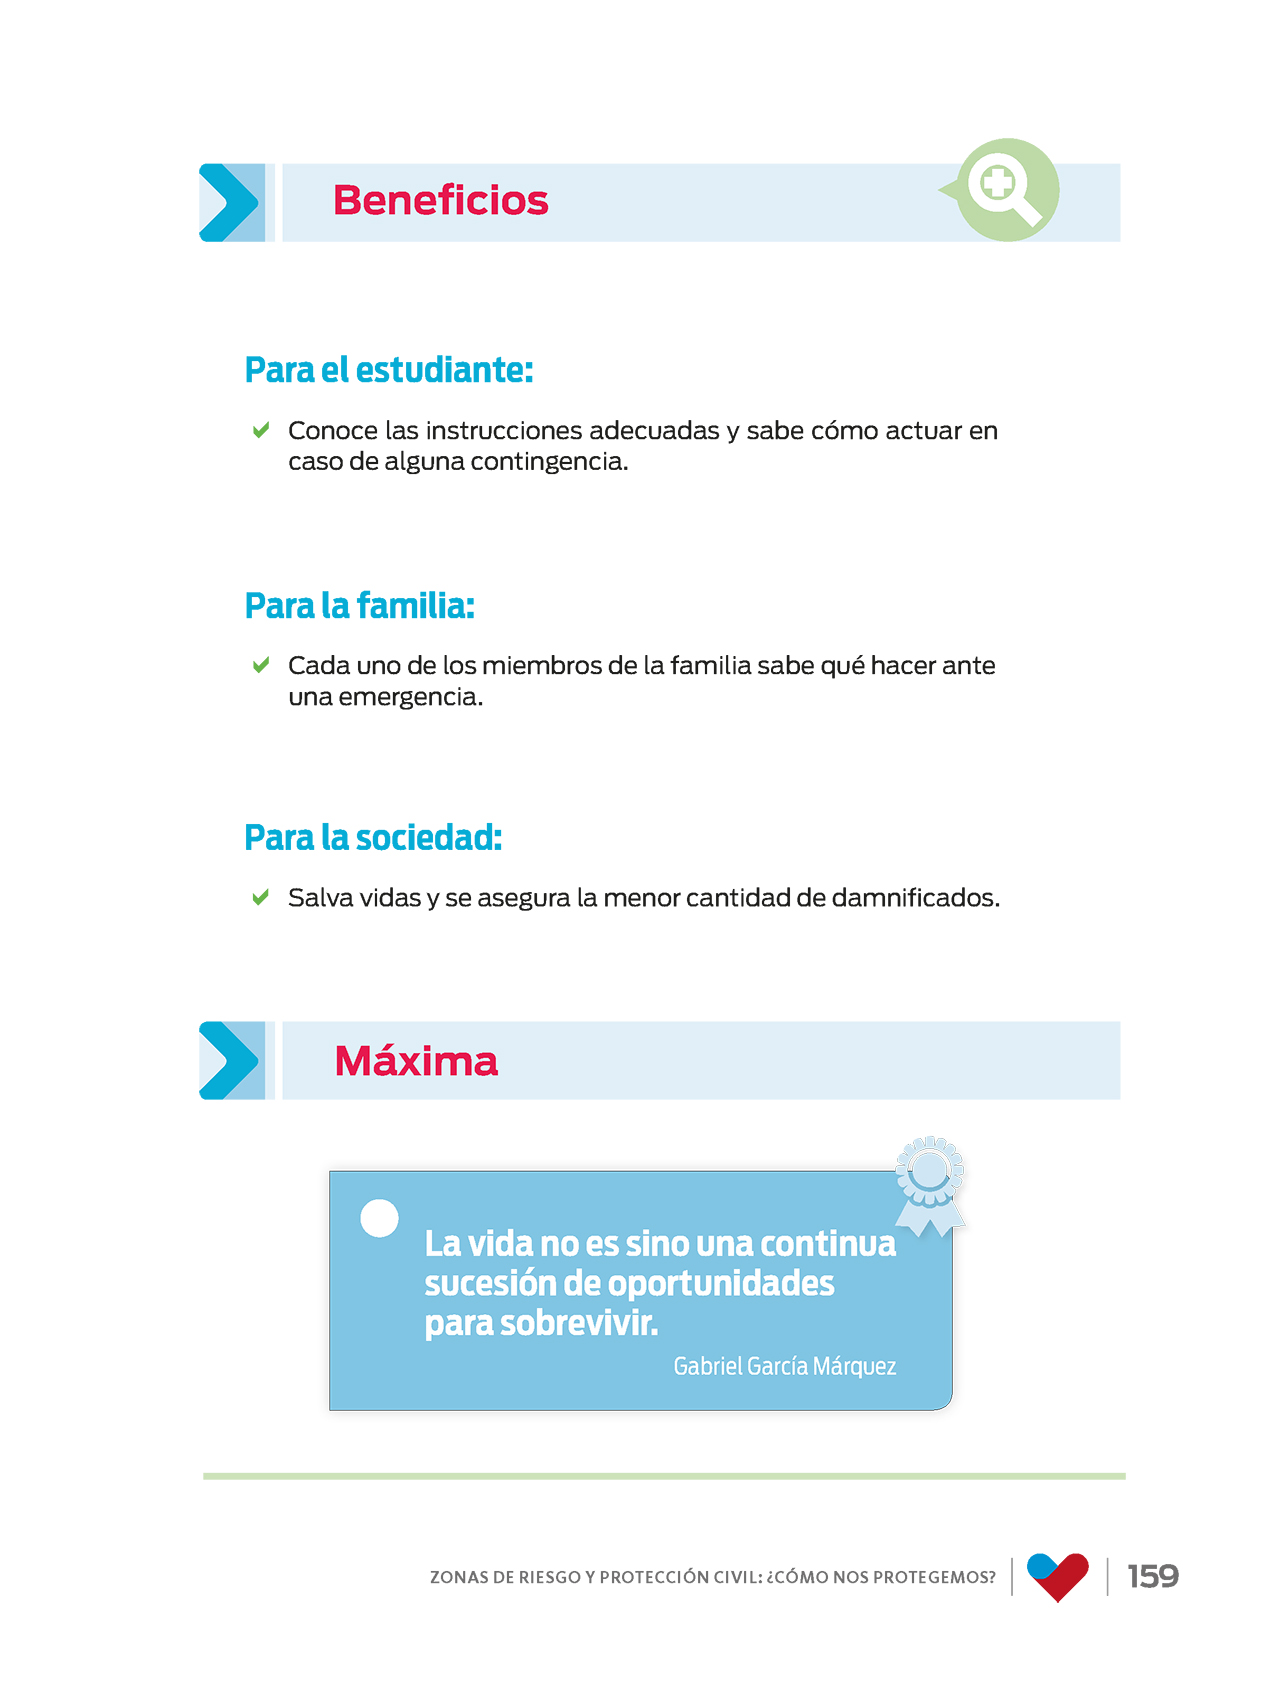 Beneficios
Para el estudiante:
Conoce las instrucciones adecuadas y sabe cómo actuar en
caso de alguna contingencia.
Para la familia:
Cada uno de los miembros de la familia sabe qué hacer ante
una emergencia.
Para la sociedad:
Salva vidas y se asegura la menor cantidad de damnificados.
Máxima
La vida no es sino una continua
sucesión de oportunidades
para sobrevivir.
Gabriel García Márquez
ZONAS DE RIESGO Y PROTECCIÓN CIVIL: ¿CÓMO NOS PROTEGEMOS?
159